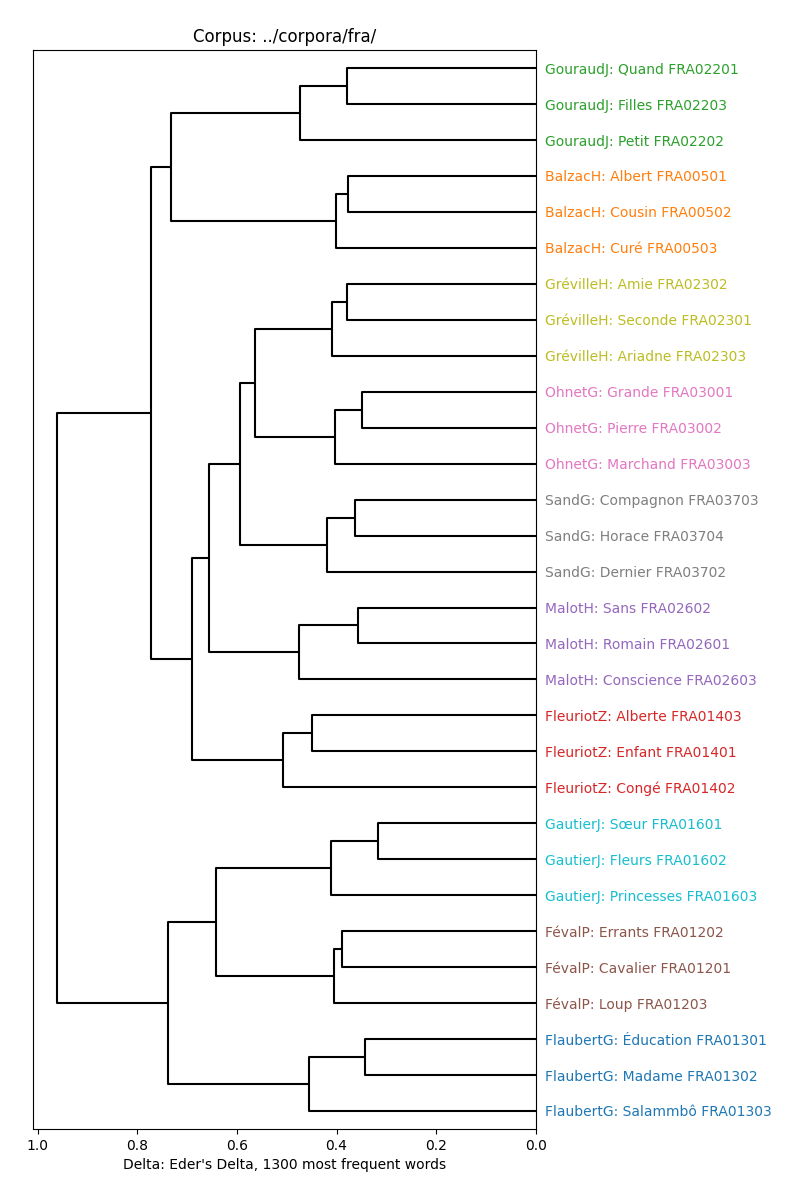 Corpus: ../corpora/fra/
GouraudJ: Quand FRA02201
GouraudJ: Filles FRA02203
GouraudJ: Petit FRA02202
BalzacH: Albert FRA00501
BalzacH: Cousin FRA00502
BalzacH: Curé FRA00503
GrévilleH: Amie FRA02302
GrévilleH: Seconde FRA02301
GrévilleH: Ariadne FRA02303
OhnetG: Grande FRA03001
OhnetG: Pierre FRA03002
OhnetG: Marchand FRA03003
SandG: Compagnon FRA03703
SandG: Horace FRA03704
SandG: Dernier FRA03702
MalotH: Sans FRA02602
MalotH: Romain FRA02601
MalotH: Conscience FRA02603
FleuriotZ: Alberte FRA01403
FleuriotZ: Enfant FRA01401
FleuriotZ: Congé FRA01402
GautierJ: Sœur FRA01601
GautierJ: Fleurs FRA01602
GautierJ: Princesses FRA01603
FévalP: Errants FRA01202
FévalP: Cavalier FRA01201
FévalP: Loup FRA01203
FlaubertG: Éducation FRA01301
FlaubertG: Madame FRA01302
FlaubertG: Salammbô FRA01303
1.0 0.8 0.6 0.4 0.2 0.0
Delta: Eder's Delta, 1300 most frequent words